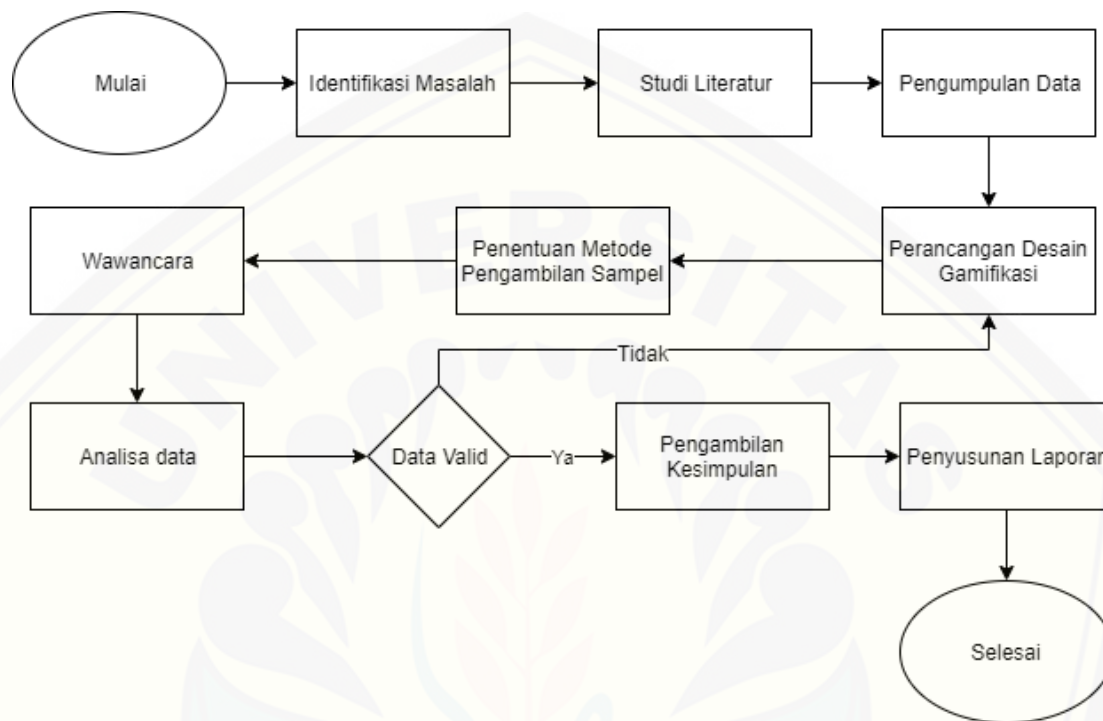 Mulai
Identifikasi Masalah
Studi Literatur
Pengumpulan Data
Perancangan Desain
Gamifikasi
Penentuan Metode
Pengambilan Sampel
Wawancara
Tidak
Analisa data
Data Valid
Ya
Pengambilan
Kesimpulan
Penyusunan Laporan
Selesai
UNIVERSITAS